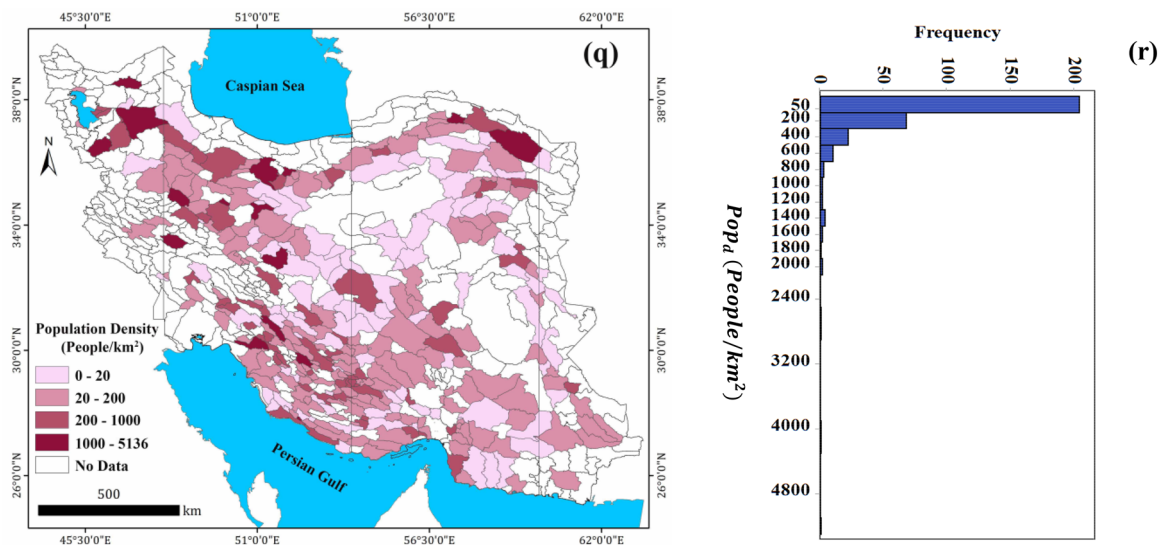 45°30'0"E 51°0'0"E 56°30'0"E 62°0'0"E
(q)
Caspian Sea
38°0'0"N
38°0'0"N
N
34°0'0"N
34°0'0"N
30°0'0"N
30°0'0"N
26°0'0"N
26°0'0"N
Population Density
(People/km²)
0 - 20
20 - 200
200 - 1000
1000 - 5136
No Data
500
km
Persian Gulf
45°30'0"E 51°0'0"E 56°30'0"E 62°0'0"E
Frequency
(r)
0 50 100 150 200
50
200
400
600
800
1000
1200
1400
1600
1800
2000
2400
3200
4000
4800
Pop_d (People/km²)